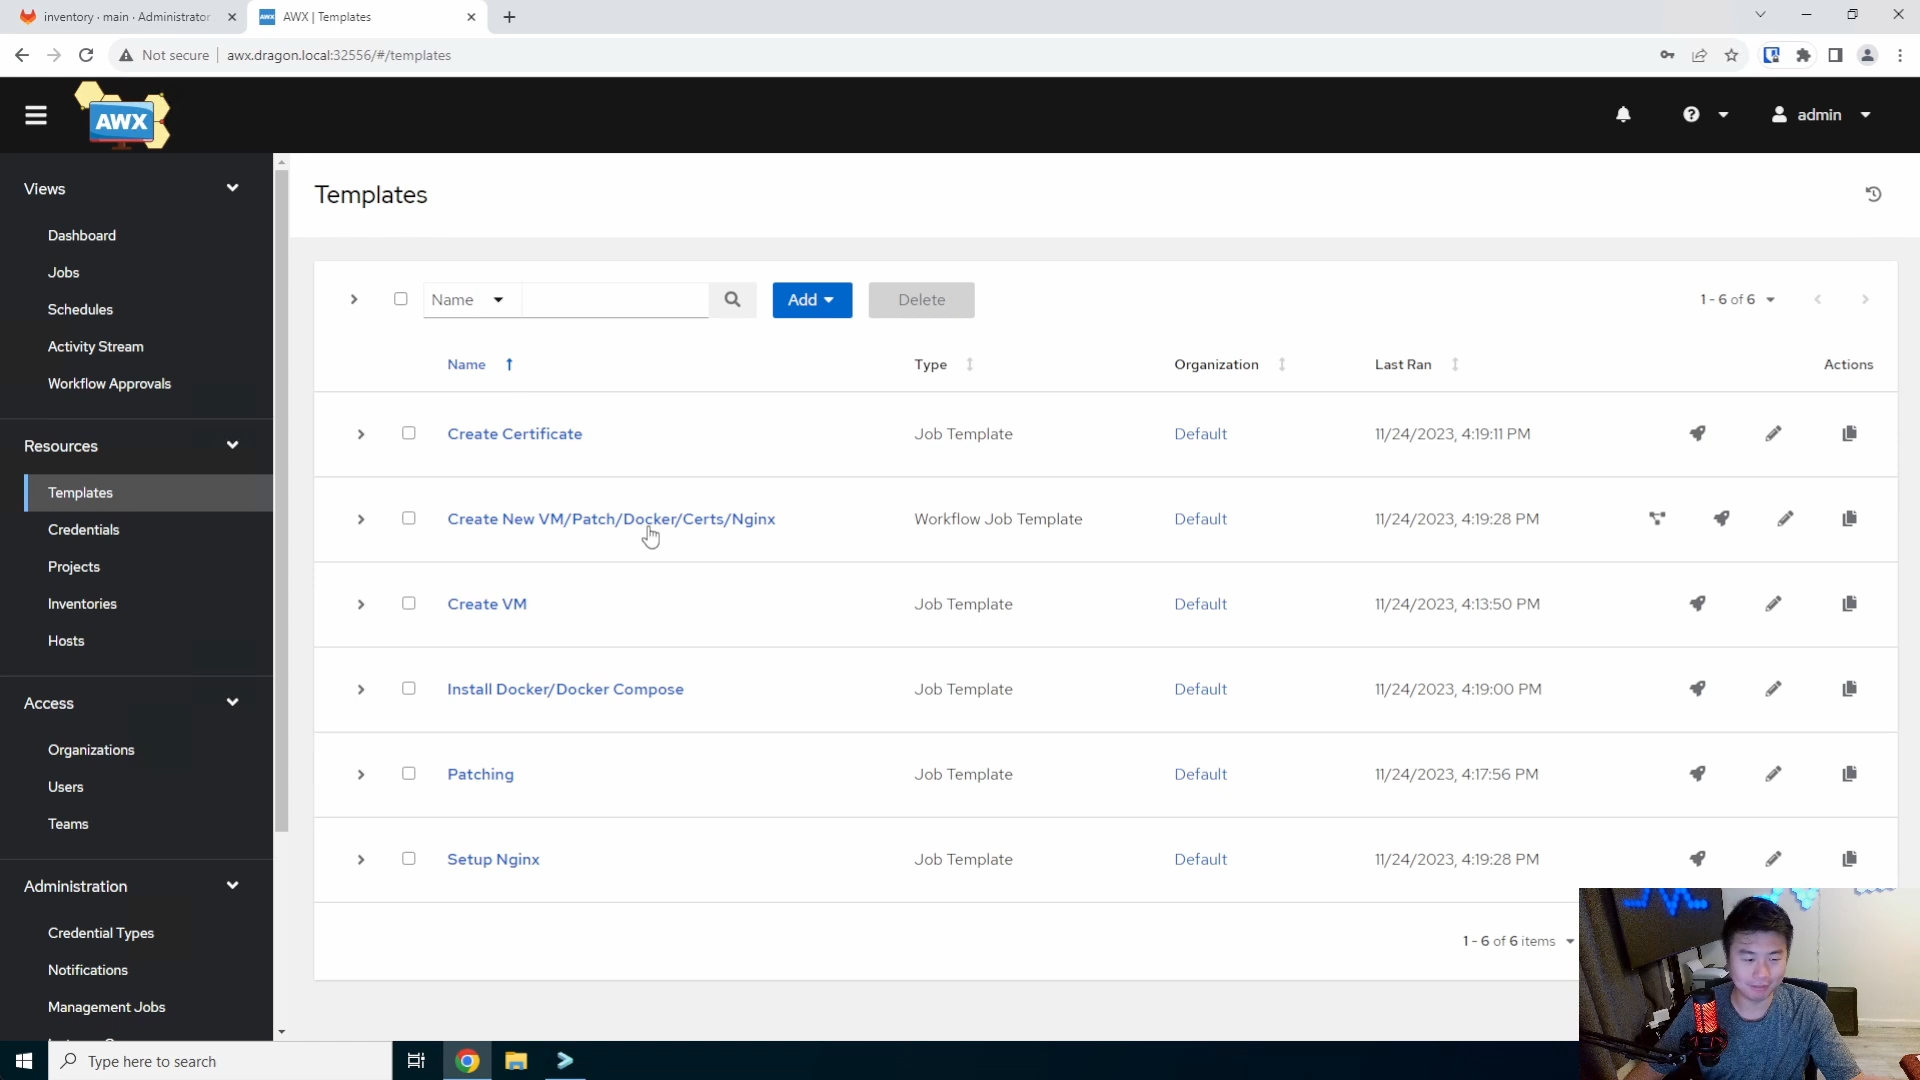 inventory · main · Administrator
AWX | Templates
Not secure
awx.dragon.local:32556/#/templates
AWX
admin
Views
Dashboard
Jobs
Schedules
Activity Stream
Workflow Approvals
Resources
Templates
Credentials
Projects
Inventories
Hosts
Access
Organizations
Users
Teams
Administration
Credential Types
Notifications
Management Jobs
Templates
Name
Add
Delete
1 - 6 of 6
Name Type Organization Last Ran Actions
Create Certificate Job Template Default 11/24/2023, 4:19:11 PM
Create New VM/Patch/Docker/Certs/Nginx Workflow Job Template Default 11/24/2023, 4:19:28 PM
Create VM Job Template Default 11/24/2023, 4:13:50 PM
Install Docker/Docker Compose Job Template Default 11/24/2023, 4:19:00 PM
Patching Job Template Default 11/24/2023, 4:17:56 PM
Setup Nginx Job Template Default 11/24/2023, 4:19:28 PM
1 - 6 of 6 items
Type here to search